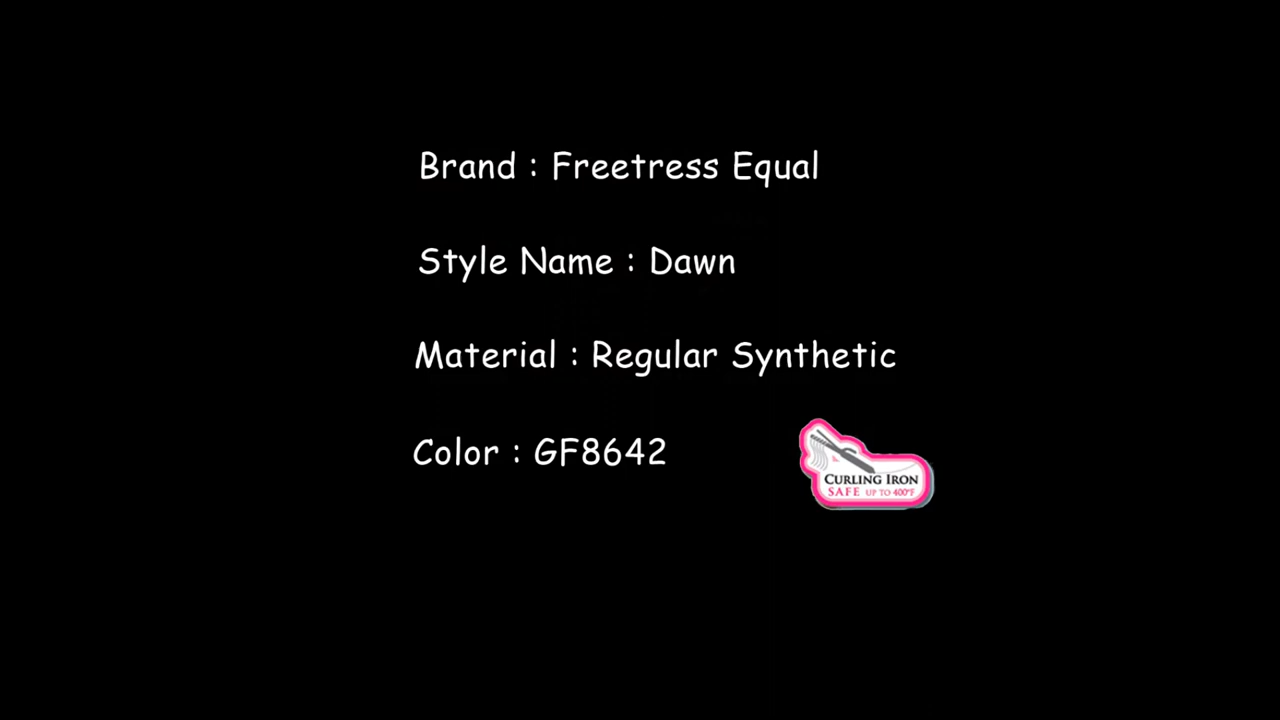 Brand : Freetress Equal
Style Name : Dawn
Material : Regular Synthetic
Color : GF8642
CURLING IRON
SAFE UP TO 400°F